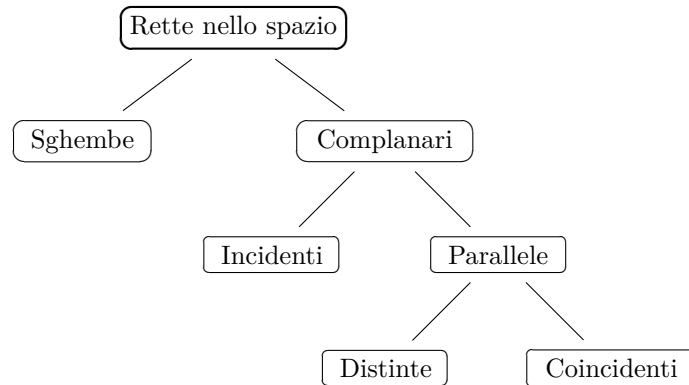 Rette nello spazio
Sghembe
Complanari
Incidenti
Parallele
Distinte
Coincidenti